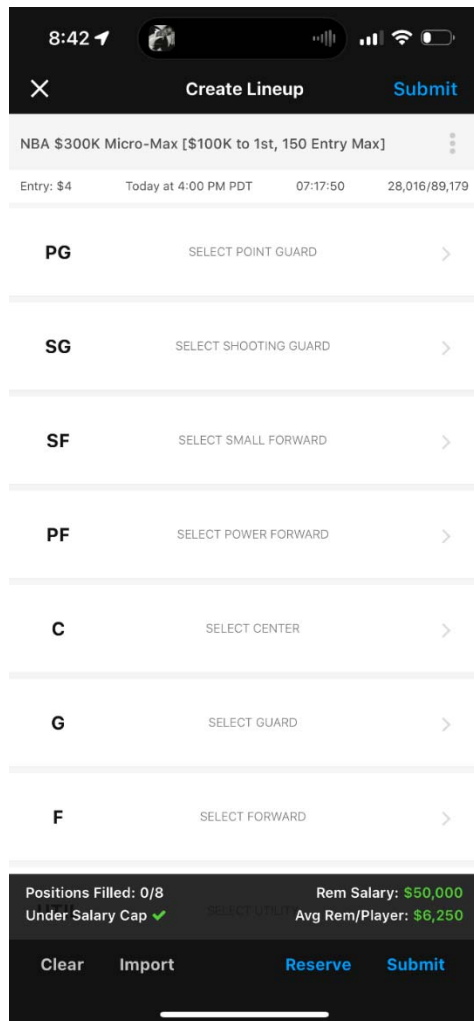 8:42
Create Lineup Submit
NBA $300K Micro-Max [$100K to 1st, 150 Entry Max]
Entry: $4 Today at 4:00 PM PDT 07:17:50 28,016/89,179
PG SELECT POINT GUARD
SG SELECT SHOOTING GUARD
SF SELECT SMALL FORWARD
PF SELECT POWER FORWARD
C SELECT CENTER
G SELECT GUARD
F SELECT FORWARD
UTIL SELECT UTILITY
Positions Filled: 0/8 Rem Salary: $50,000
Under Salary Cap ✔ Avg Rem/Player: $6,250
Clear Import Reserve Submit